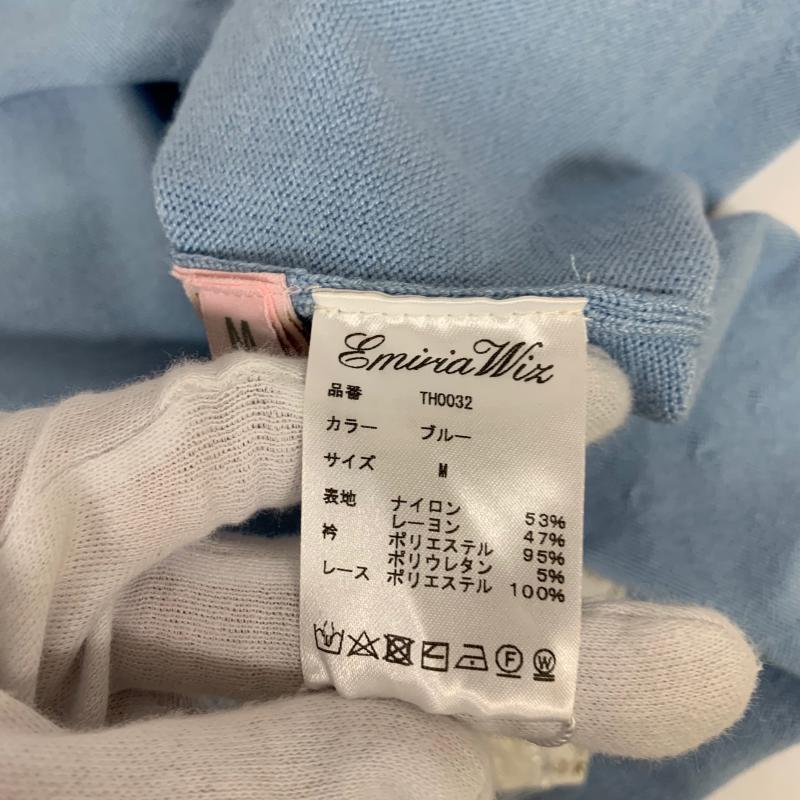 M
EmiriaWiz
品番 TH0032
カラー ブルー
サイズ M
表地 ナイロン 53%
レーヨン 47%
衿 ポリエステル 95%
ポリウレタン 5%
レース ポリエステル 100%
F W